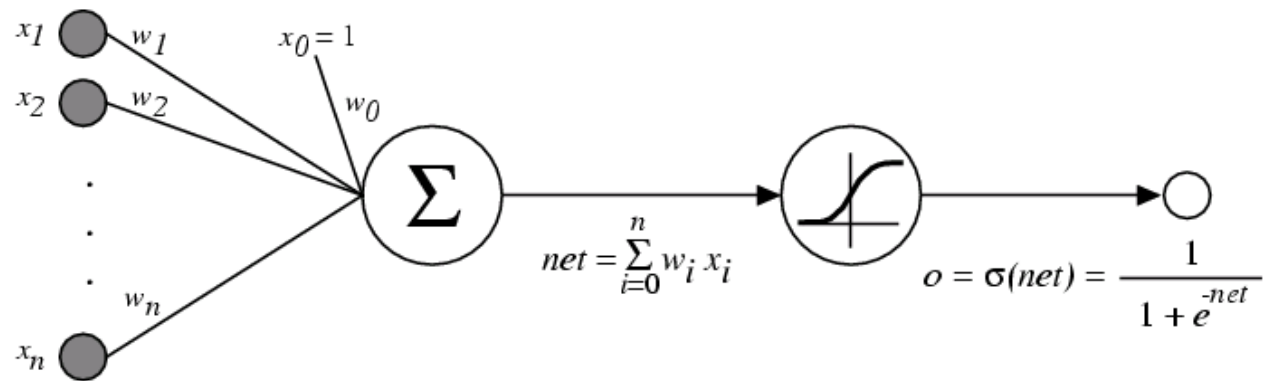 x1
w1
x0 = 1
x2
w2
w0
.
.
.
Σ
wn
xn
n
net = Σ wi xi
i=0
o = σ(net) = 1
1 + e-net